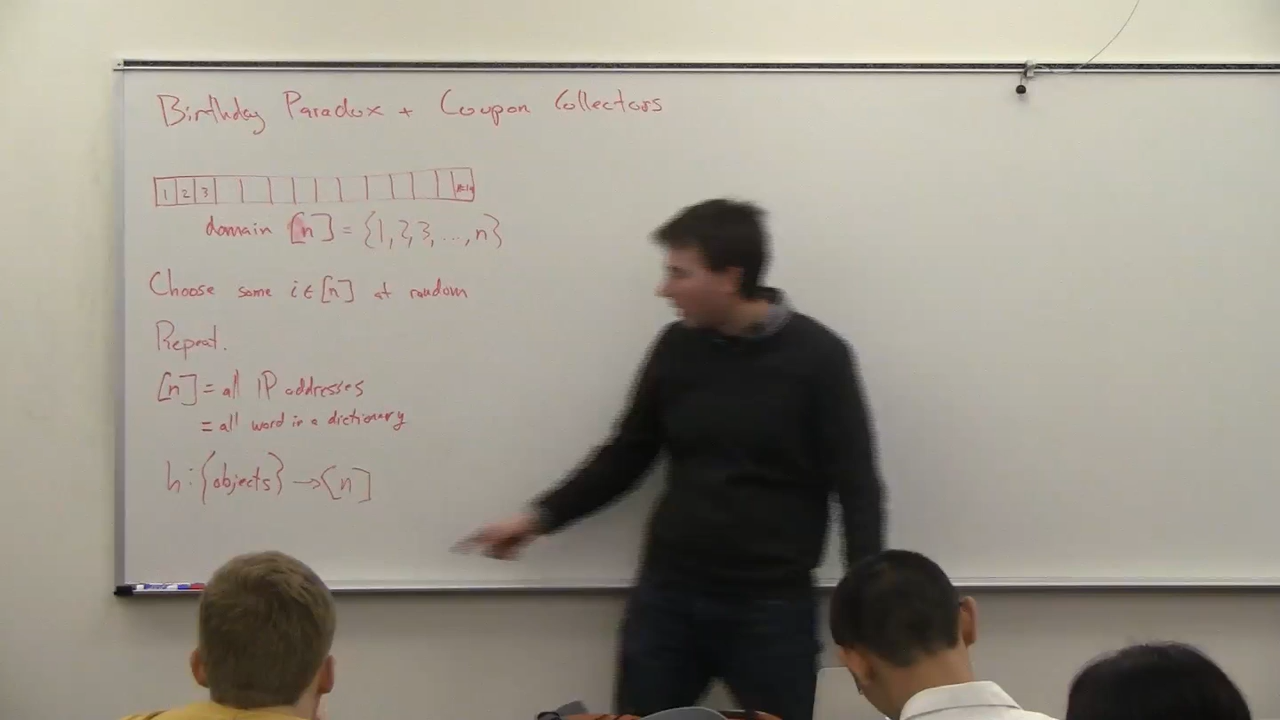 Birthday Paradox + Coupon Collectors
1 2 3
domain [n] = {1, 2, 3, ..., n}
Choose some i ∈ [n] at random
Repeat.
[n] = all IP addresses
= all word in a dictionary
h : {objects} → [n]